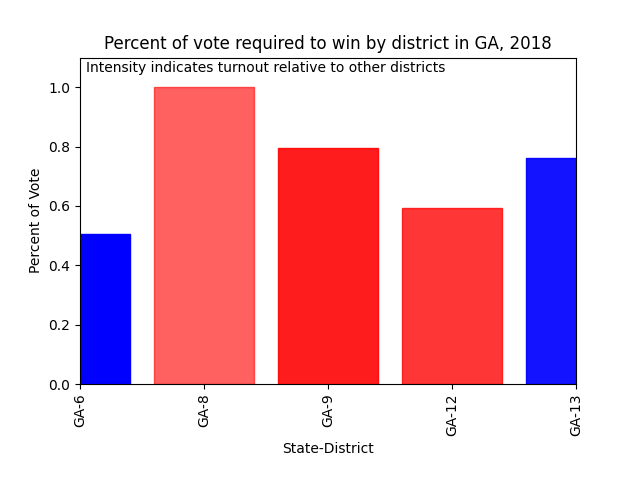 Percent of vote required to win by district in GA, 2018
Intensity indicates turnout relative to other districts
Percent of Vote
1.0
0.8
0.6
0.4
0.2
0.0
GA-6
GA-8
GA-9
GA-12
GA-13
State-District